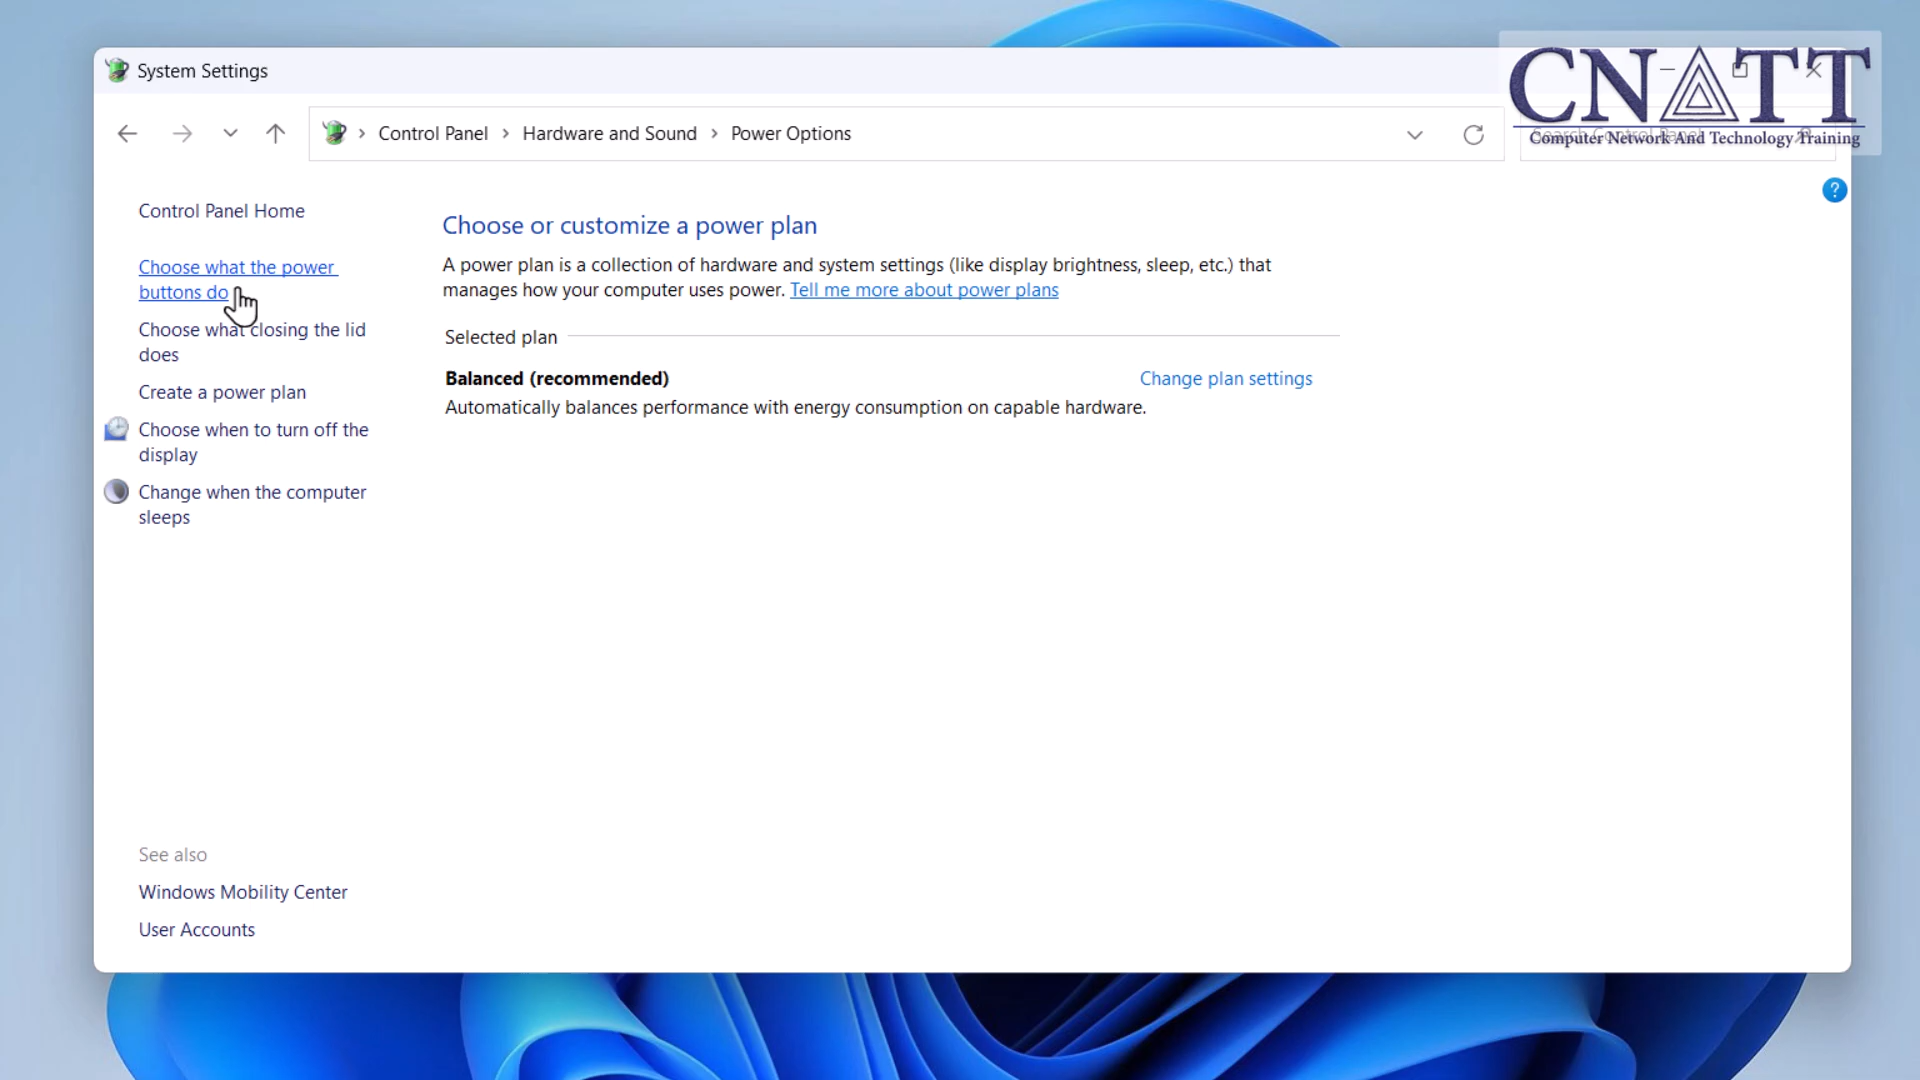 System Settings
CNATT
Control Panel
Hardware and Sound
Power Options
Search Control Panel
Computer Network And Technology Training
?
Control Panel Home
Choose what the power
buttons do
Choose what closing the lid
does
Create a power plan
Choose when to turn off the
display
Change when the computer
sleeps
Choose or customize a power plan
A power plan is a collection of hardware and system settings (like display brightness, sleep, etc.) that
manages how your computer uses power. Tell me more about power plans
Selected plan
Balanced (recommended)
Change plan settings
Automatically balances performance with energy consumption on capable hardware.
See also
Windows Mobility Center
User Accounts